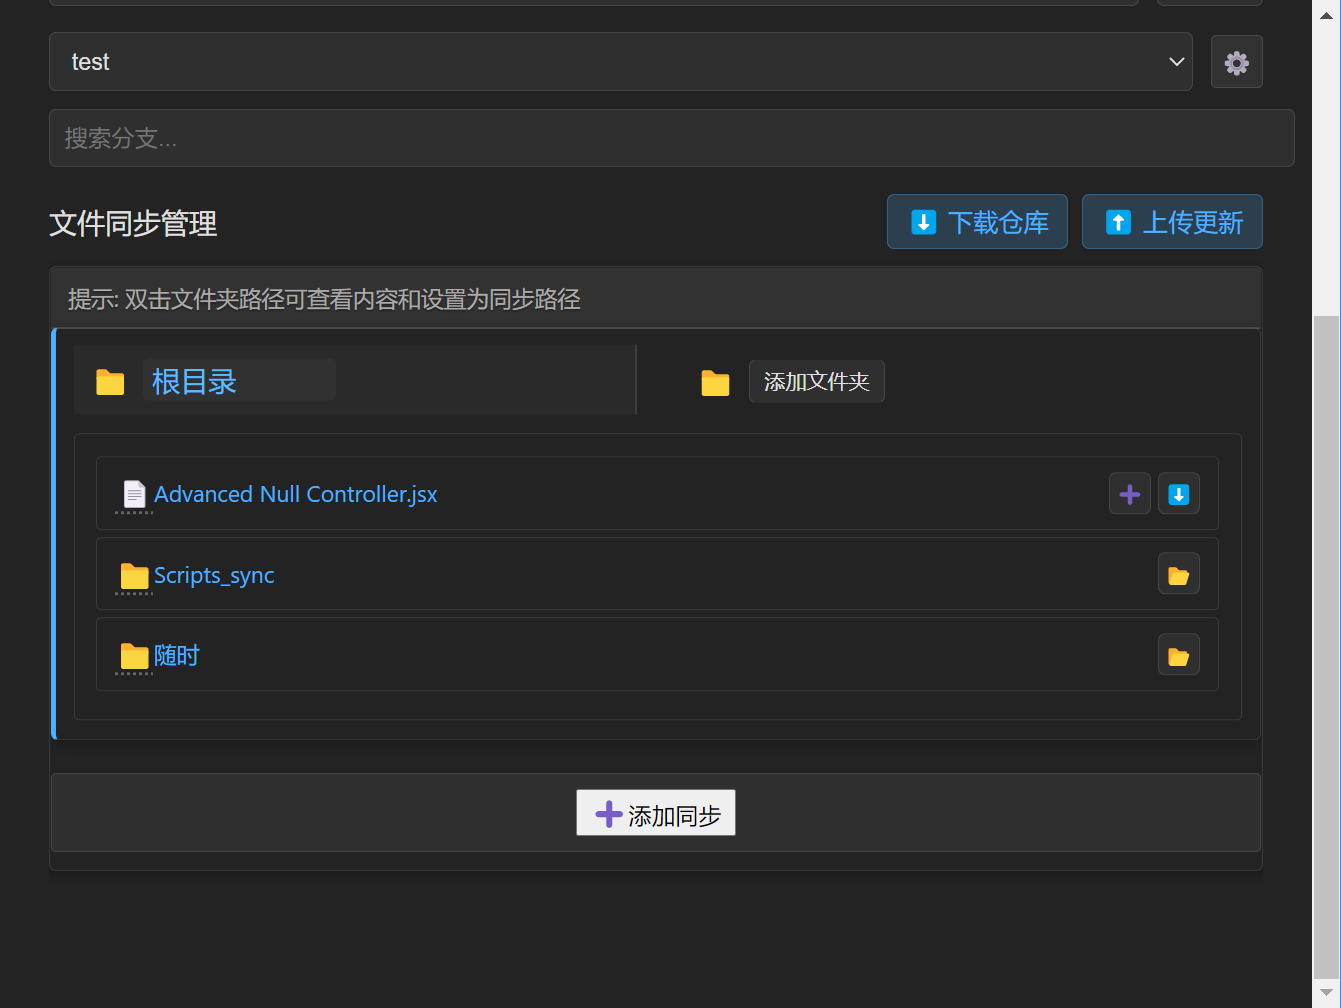 test
搜索分支...
文件同步管理
下载仓库
上传更新
提示: 双击文件夹路径可查看内容和设置为同步路径
根目录
添加文件夹
Advanced Null Controller.jsx
Scripts_sync
随时
添加同步